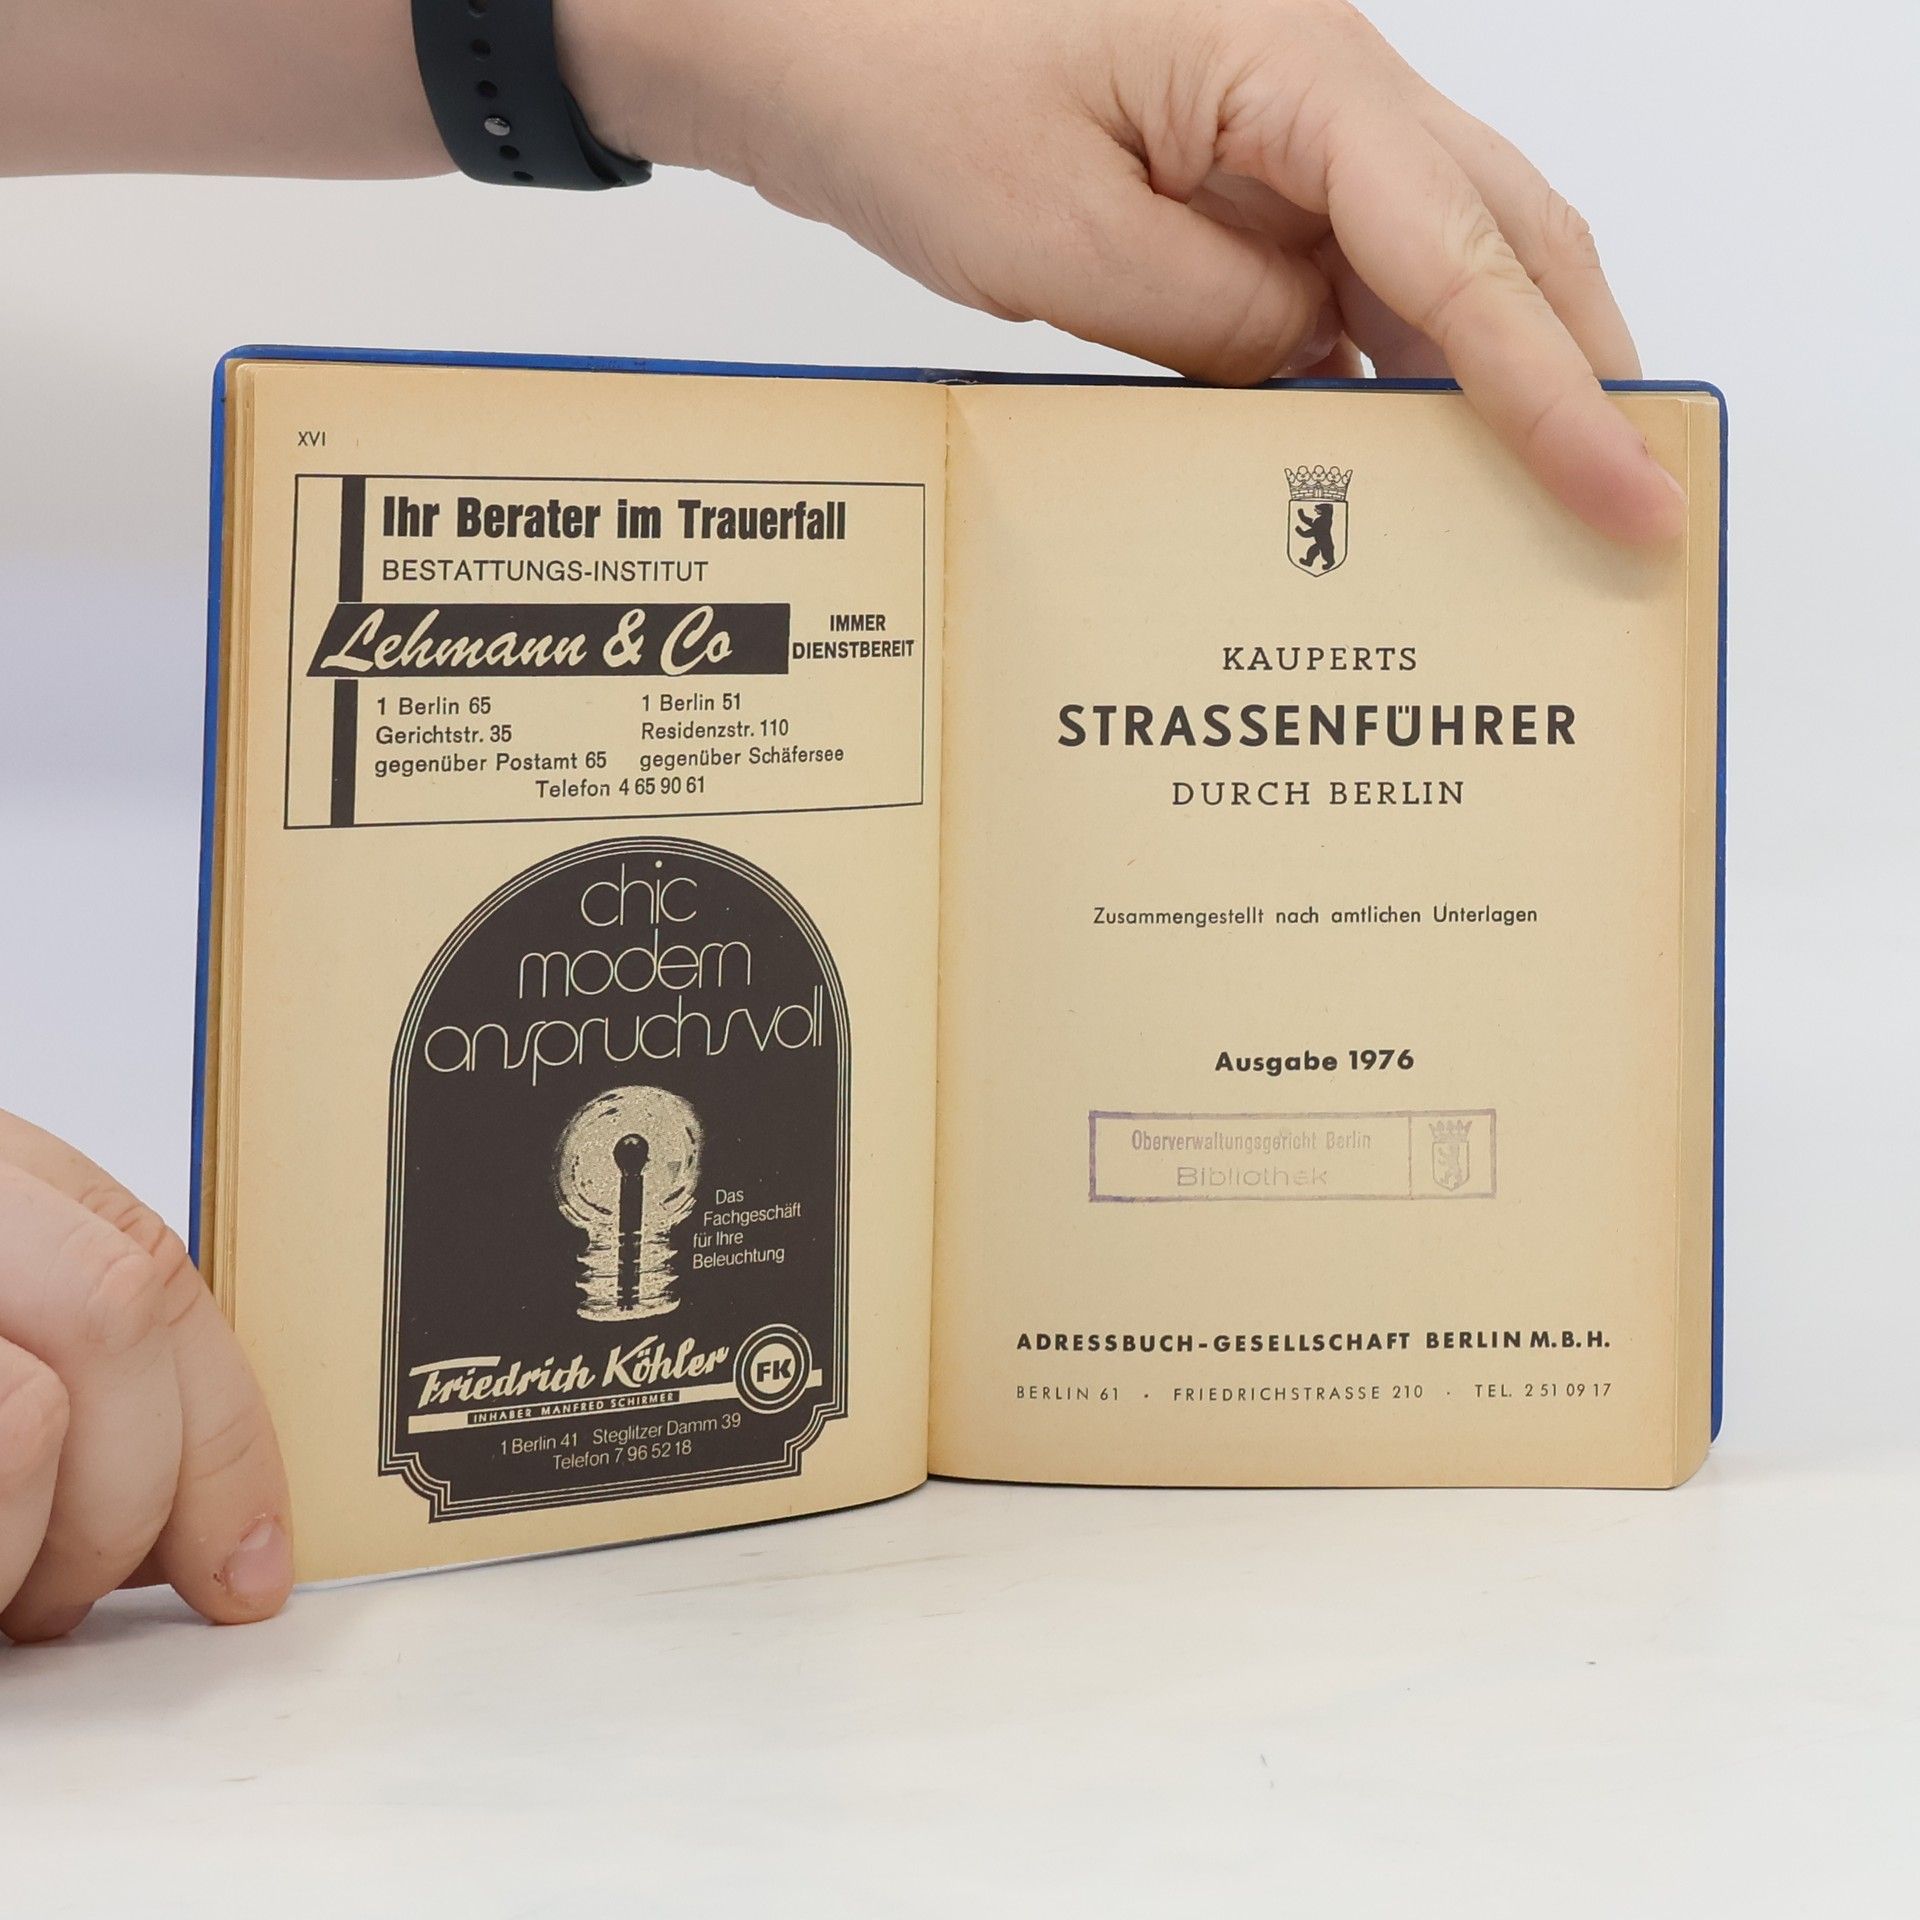 XVI
Ihr Berater im Trauerfall
BESTATTUNGS-INSTITUT
Lehmann & Co
IMMER
DIENSTBEREIT
1 Berlin 65
Gerichtstr. 35
gegenüber Postamt 65
1 Berlin 51
Residenzstr. 110
gegenüber Schäfersee
Telefon 4 65 90 61
chic
modern
anspruchsvoll
Das
Fachgeschäft
für Ihre
Beleuchtung
Friedrich Köhler
FK
INHABER MANFRED SCHIRMER
1 Berlin 41 Steglitzer Damm 39
Telefon 7 96 52 18
KAUPERTS
STRASSENFÜHRER
DURCH BERLIN
Zusammengestellt nach amtlichen Unterlagen
Ausgabe 1976
Oberverwaltungsgericht Berlin
Bibliothek
ADRESSBUCH-GESELLSCHAFT BERLIN M.B.H.
BERLIN 61 · FRIEDRICHSTRASSE 210 · TEL. 2 51 09 17